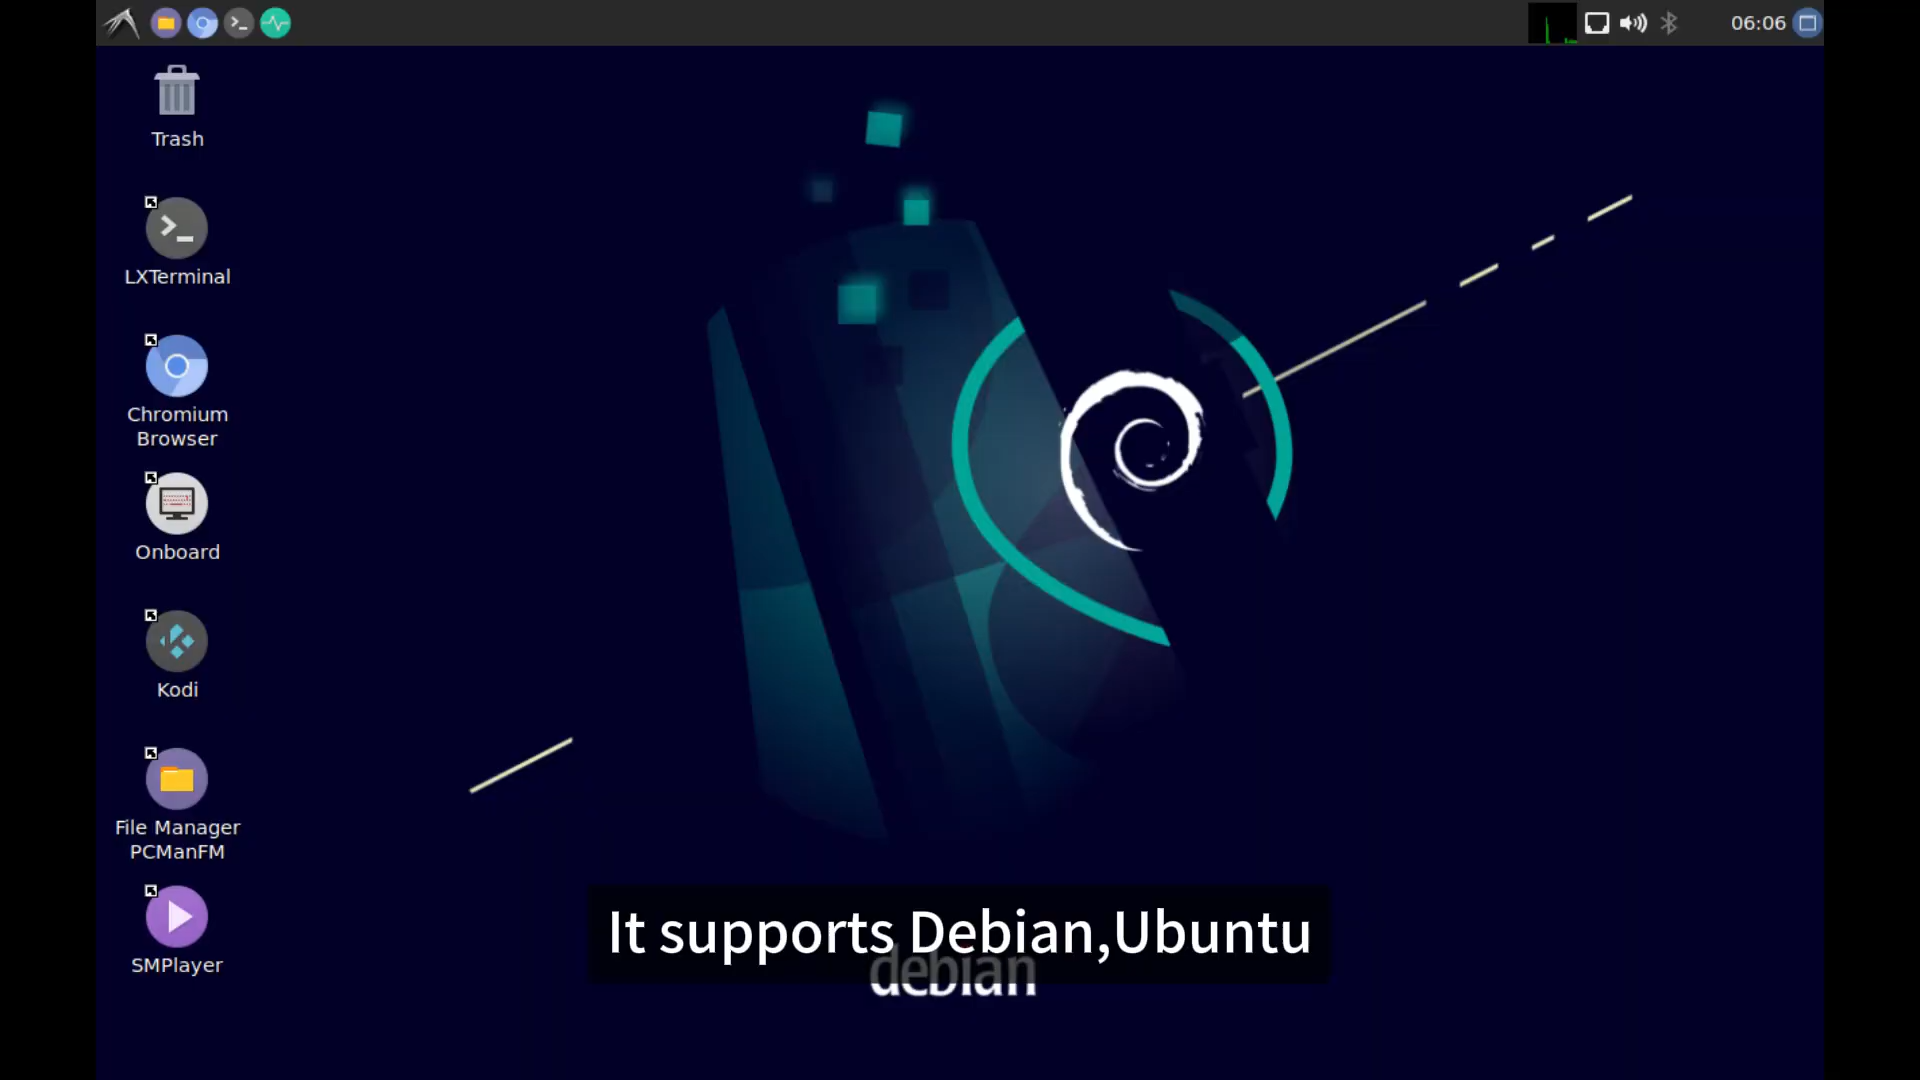 06:06
Trash
LXTerminal
Chromium
Browser
Onboard
Kodi
File Manager
PCManFM
SMPlayer
It supports Debian,Ubuntu
debian